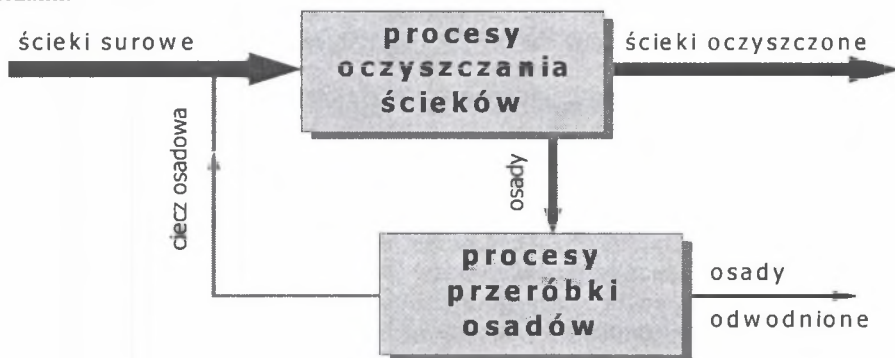 ścieki surowe
procesy
oczyszczania
ścieków
ścieki oczyszczone
ciecz osadowa
osady
procesy
przeróbki
osadów
osady
odwodnione